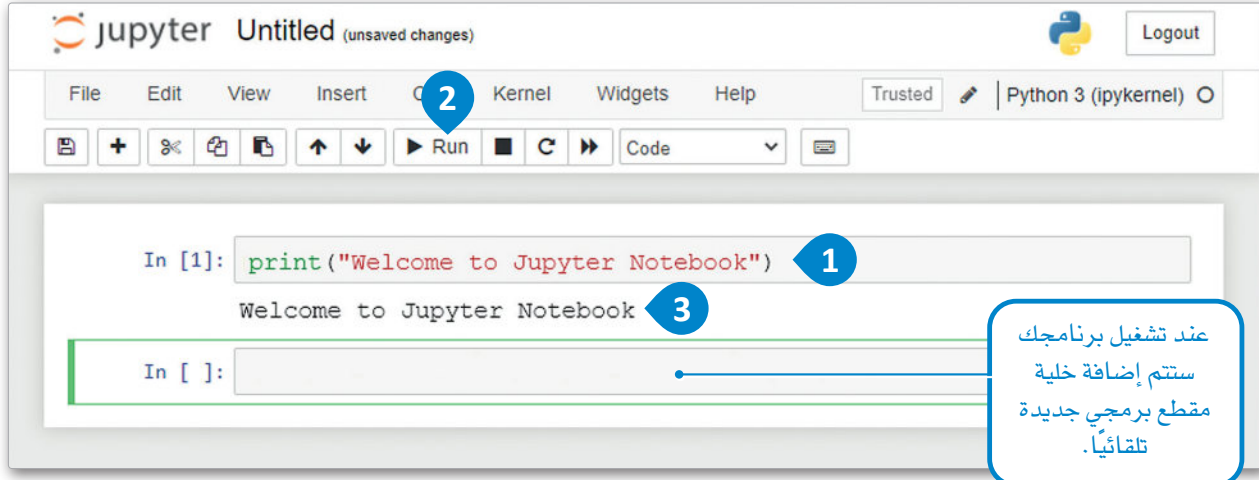 jupyter Untitled (unsaved changes) Logout
File Edit View Insert C 2 Kernel Widgets Help Trusted Python 3 (ipykernel)
Run Code
In [1]: print("Welcome to Jupyter Notebook") 1
Welcome to Jupyter Notebook 3
In [ ]:
عند تشغيل برنامجك
ستتم إضافة خلية
مقطع برمجي جديدة
تلقائيًا.